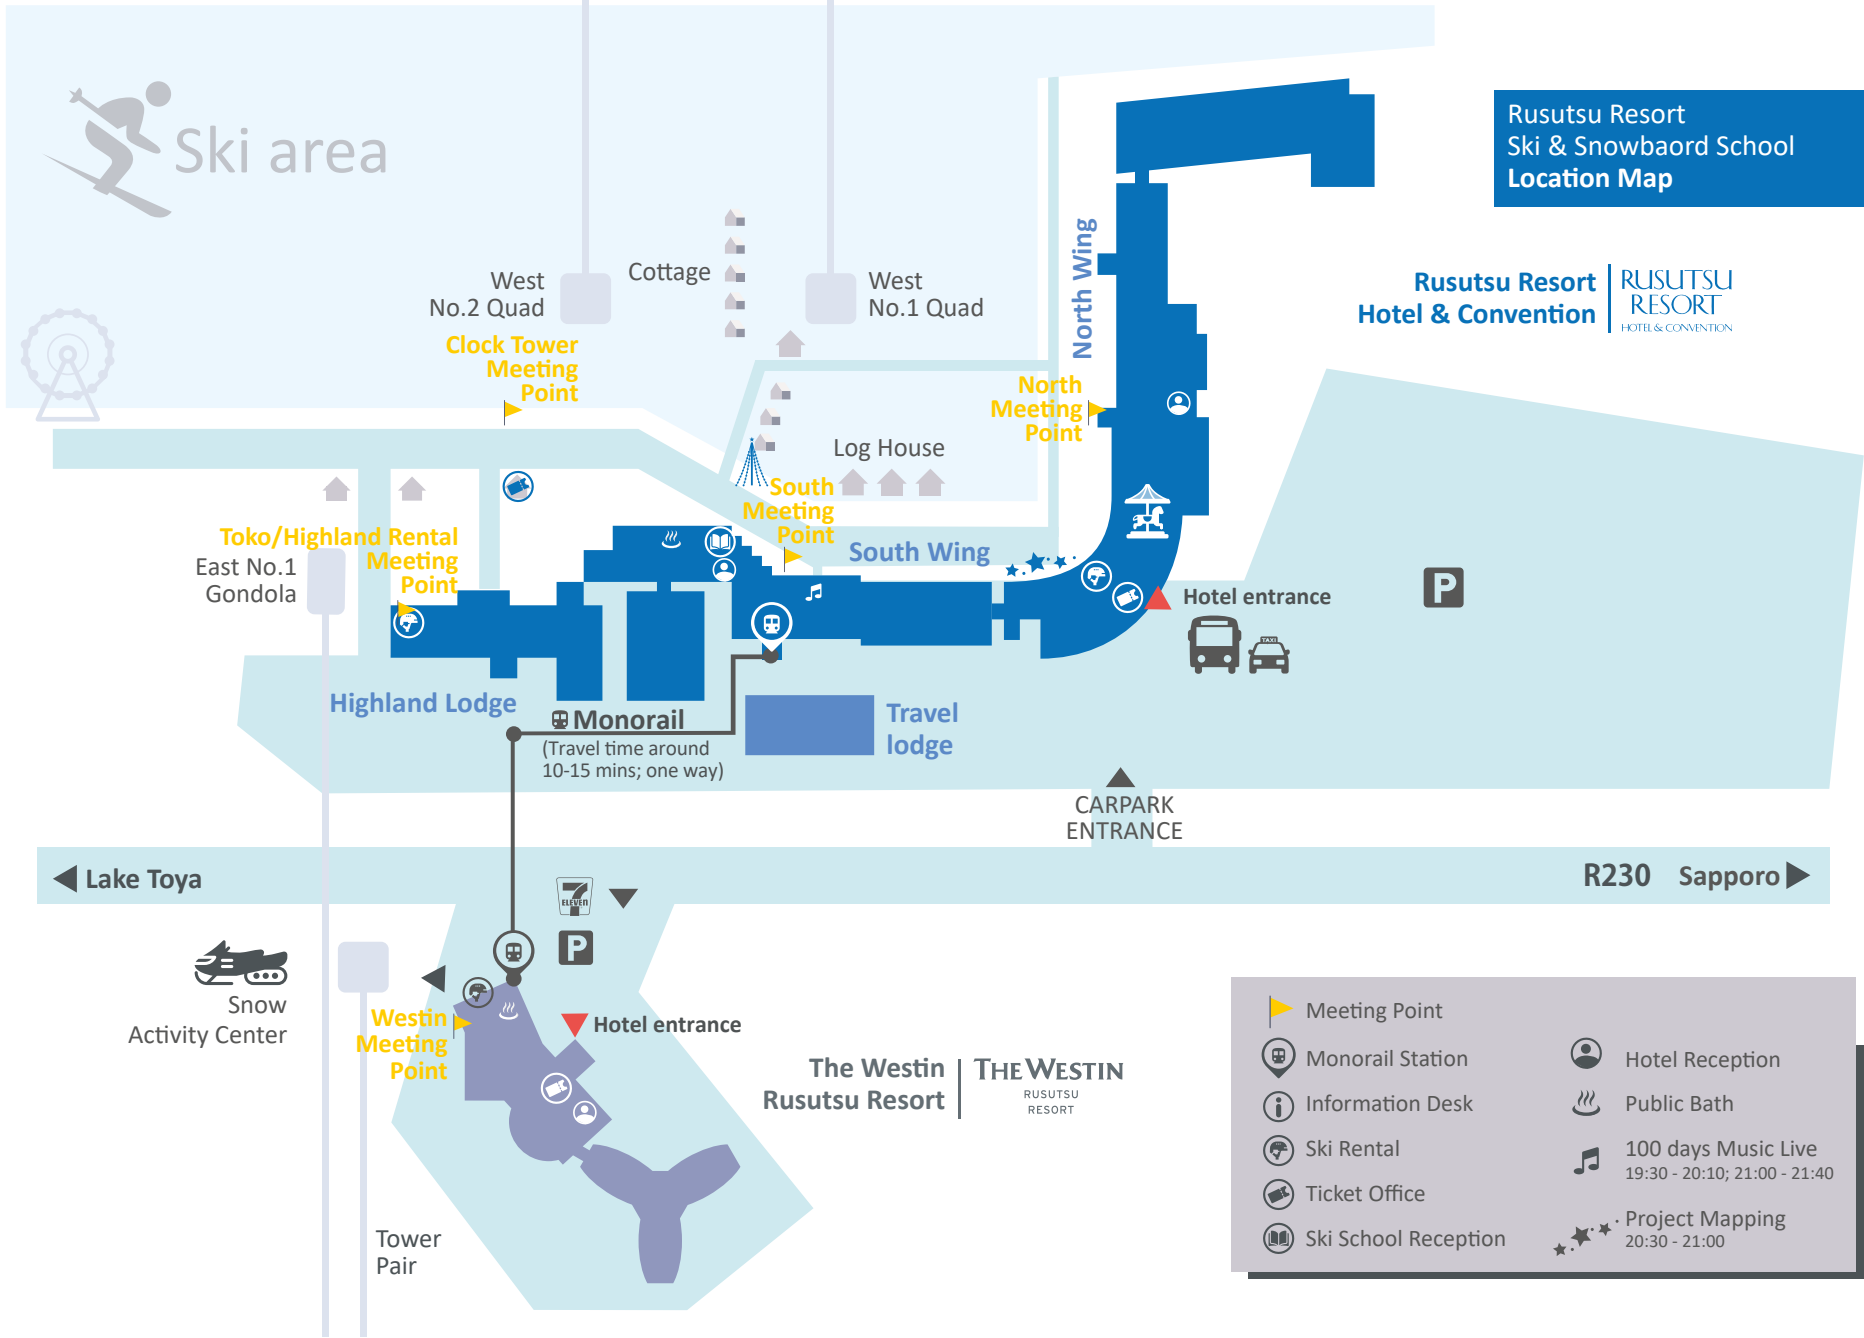 Ski area
Rusutsu Resort
Ski & Snowbaord School
Location Map
Rusutsu Resort
Hotel & Convention
RUSUTSU
RESORT
HOTEL & CONVENTION
North Wing
West
No.2 Quad
Cottage
West
No.1 Quad
Clock Tower
Meeting
Point
North
Meeting
Point
Log House
South
Meeting
Point
Toko/Highland Rental
Meeting
Point
East No.1
Gondola
South Wing
Hotel entrance
TAXI
P
Highland Lodge
Monorail
(Travel time around
10-15 mins; one way)
Travel
lodge
CARPARK
ENTRANCE
Lake Toya
R230 Sapporo
7
ELEVEN
P
Snow
Activity Center
Westin
Meeting
Point
Hotel entrance
The Westin
Rusutsu Resort
THE WESTIN
RUSUTSU
RESORT
Tower
Pair
Meeting Point
Monorail Station
Information Desk
Ski Rental
Ticket Office
Ski School Reception
Hotel Reception
Public Bath
100 days Music Live
19:30 - 20:10; 21:00 - 21:40
Project Mapping
20:30 - 21:00